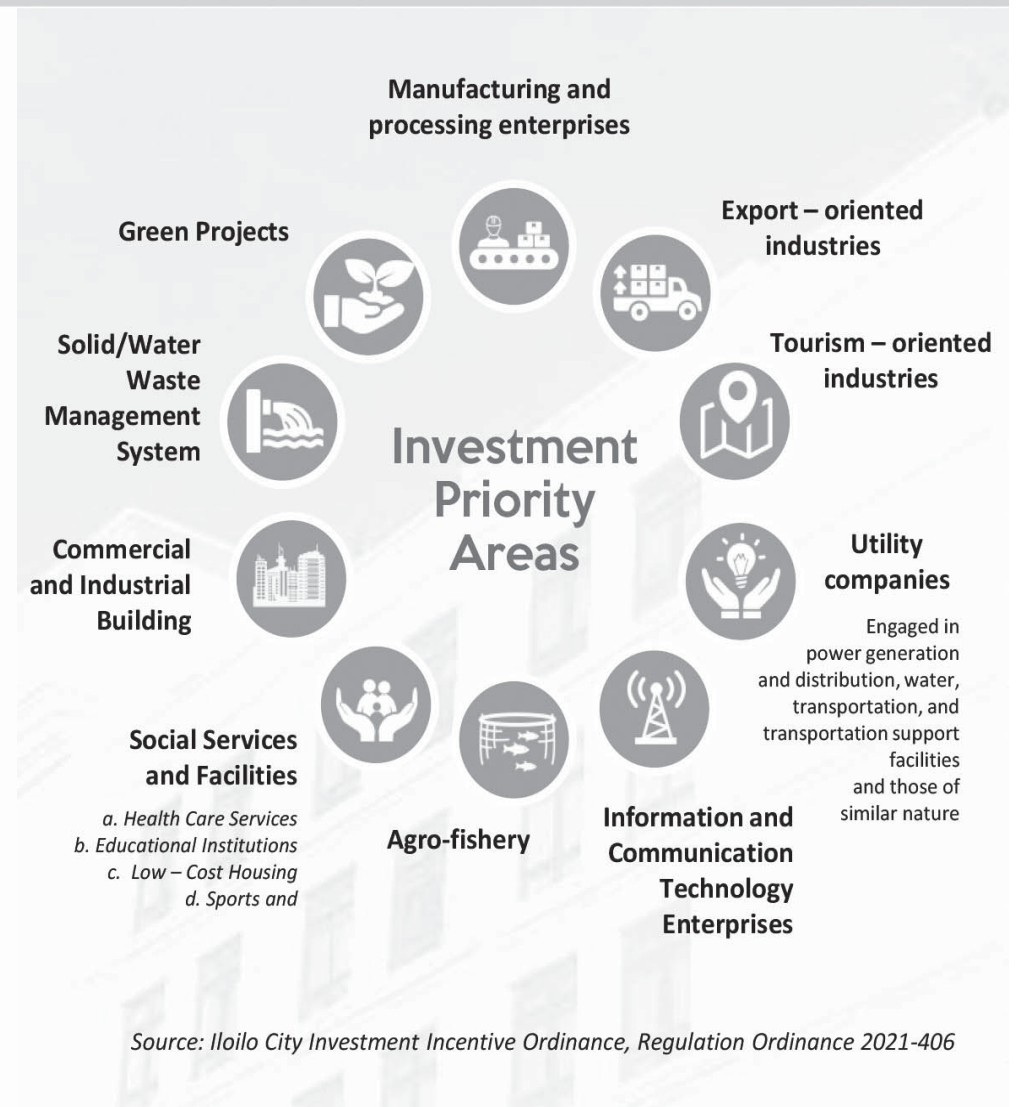 Manufacturing and
processing enterprises
Export – oriented
industries
Green Projects
Tourism – oriented
industries
Solid/Water
Waste
Management
System
Investment
Priority
Areas
Utility
companies
Engaged in
power generation
and distribution, water,
transportation, and
transportation support
facilities
and those of
similar nature
Commercial
and Industrial
Building
Social Services
and Facilities
a. Health Care Services
b. Educational Institutions
c. Low – Cost Housing
d. Sports and
Agro-fishery
Information and
Communication
Technology
Enterprises
Source: Iloilo City Investment Incentive Ordinance, Regulation Ordinance 2021-406